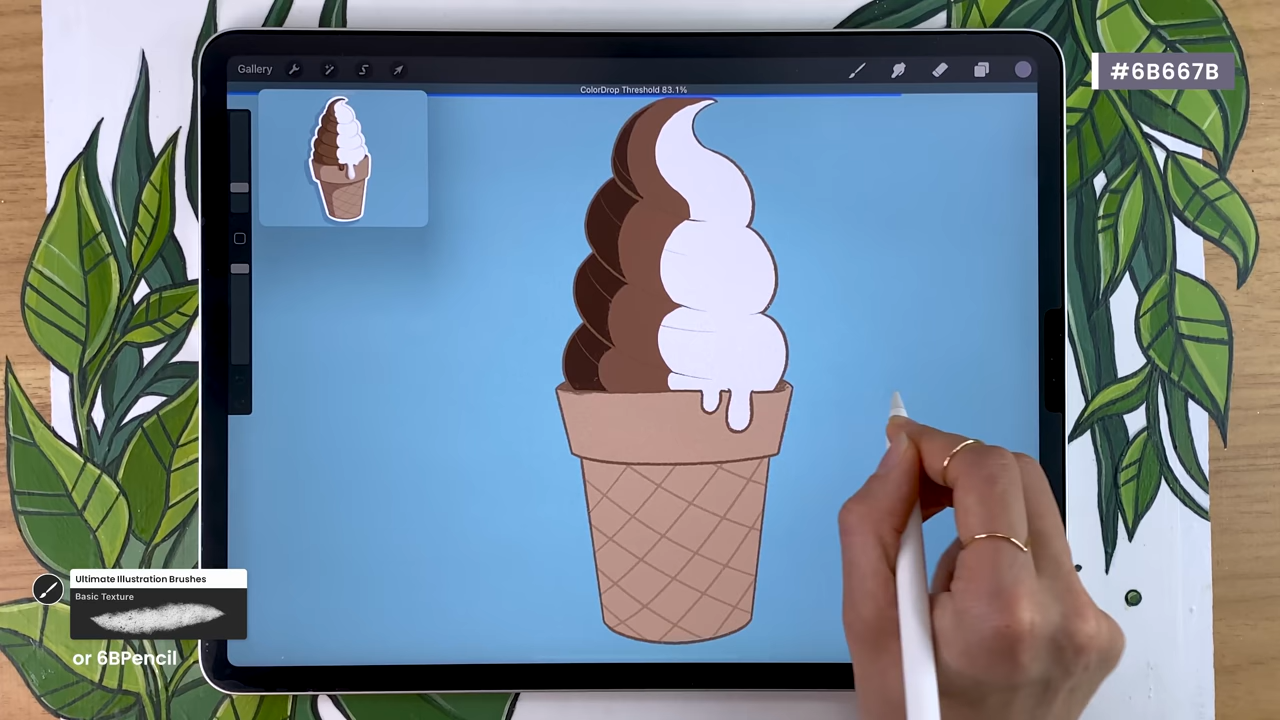 Gallery
ColorDrop Threshold 83.1%
#6B667B
Ultimate Illustration Brushes
Basic Texture
or 6BPencil